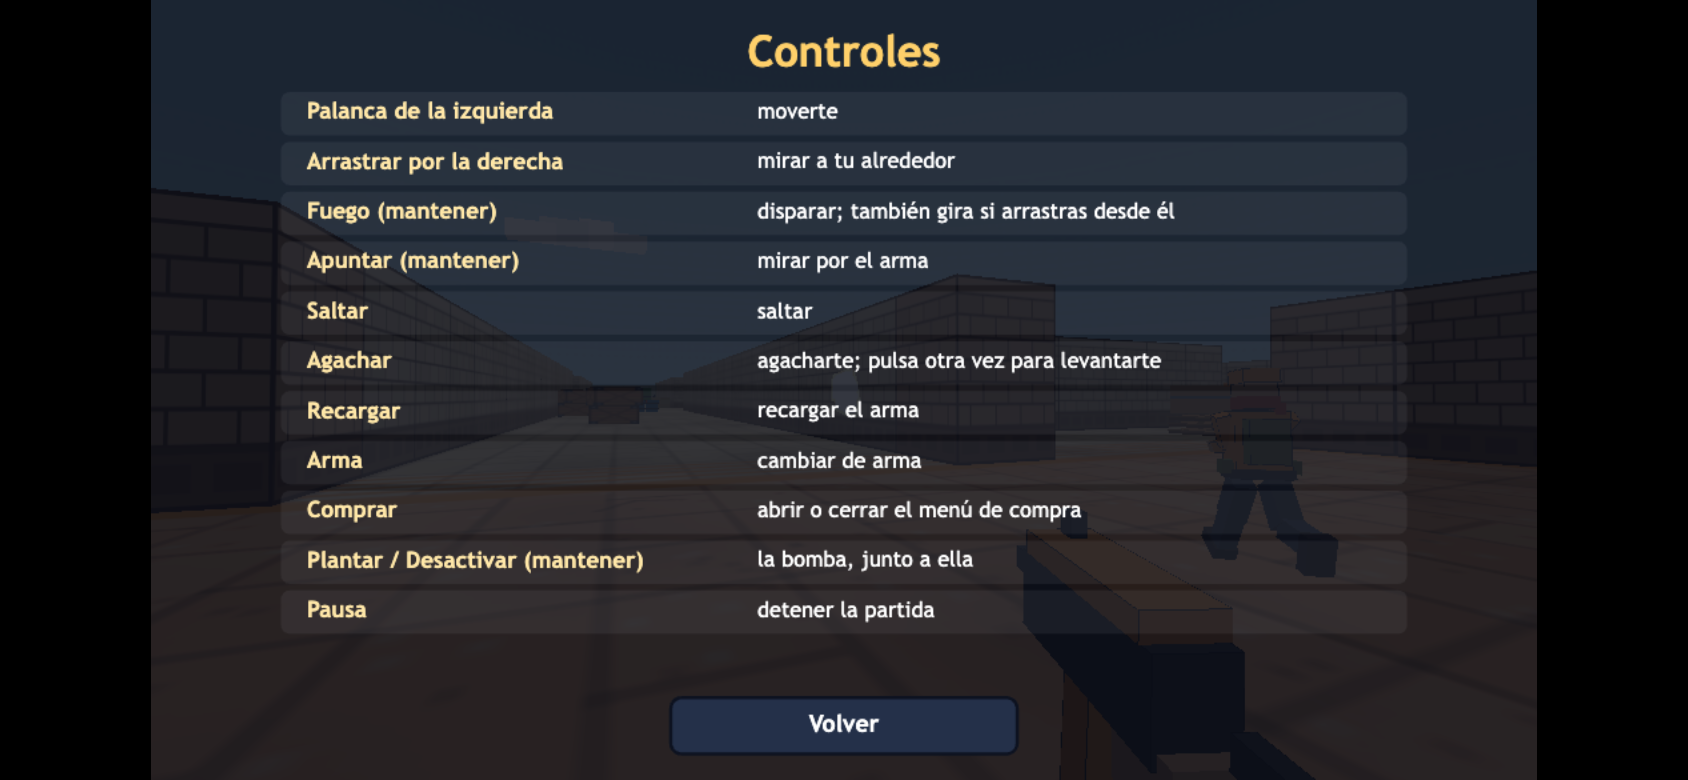 Controles
Palanca de la izquierda moverte
Arrastrar por la derecha mirar a tu alrededor
Fuego (mantener) disparar; también gira si arrastras desde él
Apuntar (mantener) mirar por el arma
Saltar saltar
Agachar agacharte; pulsa otra vez para levantarte
Recargar recargar el arma
Arma cambiar de arma
Comprar abrir o cerrar el menú de compra
Plantar / Desactivar (mantener) la bomba, junto a ella
Pausa detener la partida
Volver